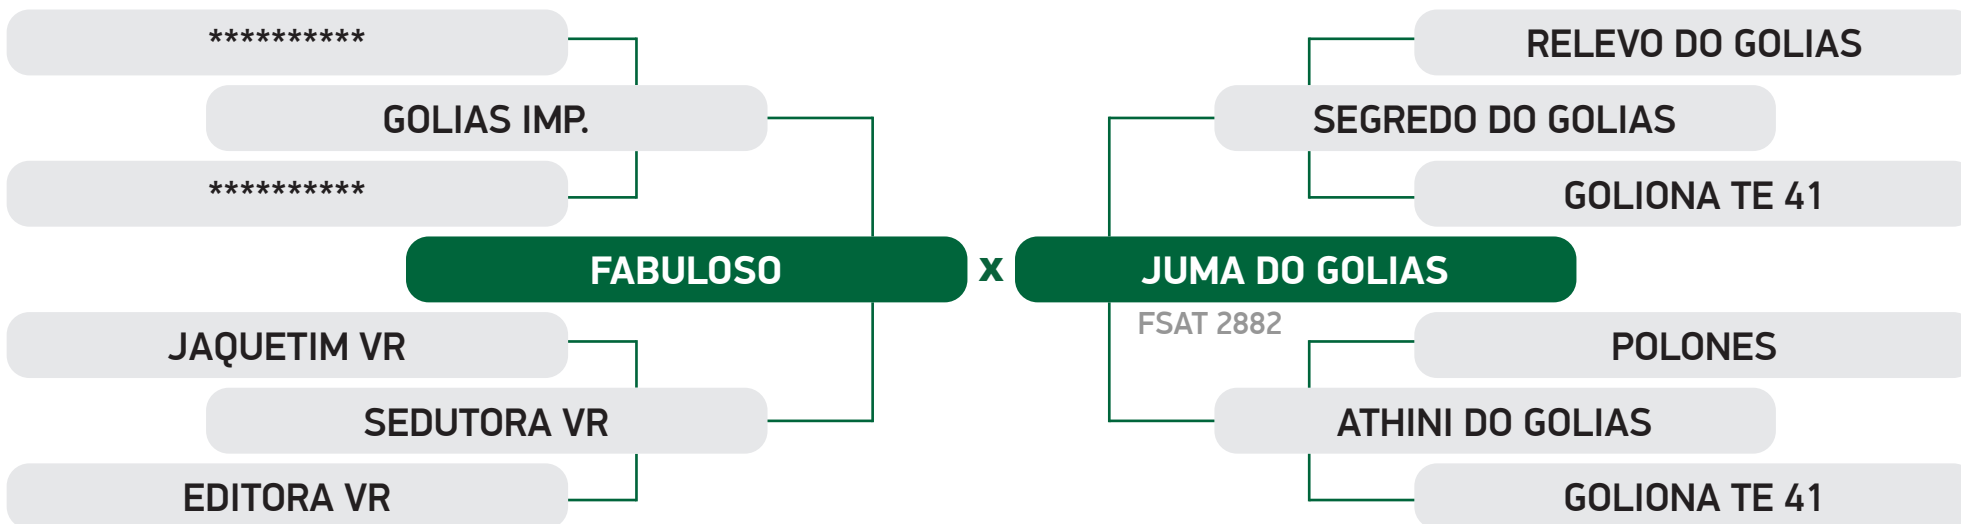 **********
RELEVO DO GOLIAS
GOLIAS IMP.
SEGREDO DO GOLIAS
**********
GOLIONA TE 41
FABULOSO x JUMA DO GOLIAS
FSAT 2882
JAQUETIM VR
POLONES
SEDUTORA VR
ATHINI DO GOLIAS
EDITORA VR
GOLIONA TE 41